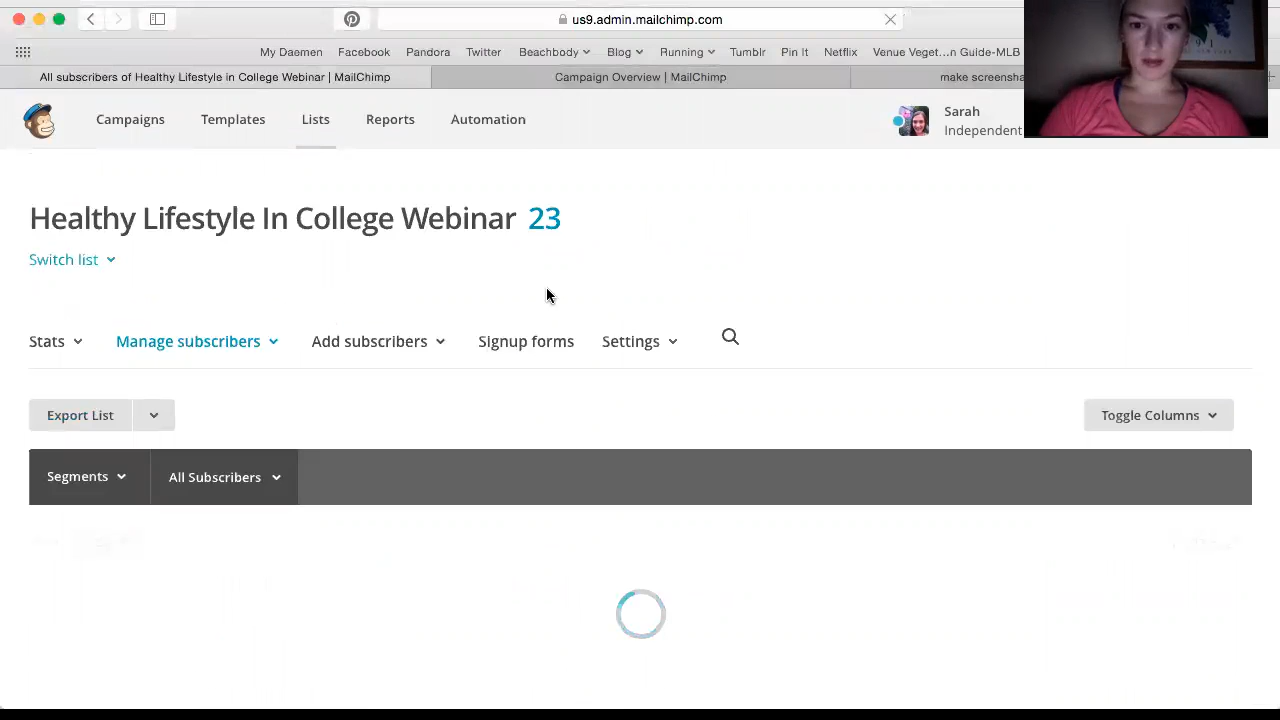 us9.admin.mailchimp.com
My Daemen Facebook Pandora Twitter Beachbody Blog Running Tumblr Pin It Netflix Venue Veget...n Guide-MLB
All subscribers of Healthy Lifestyle in College Webinar | MailChimp Campaign Overview | MailChimp make screensha
Campaigns Templates Lists Reports Automation
Sarah
Independent
Healthy Lifestyle In College Webinar 23
Switch list
Stats Manage subscribers Add subscribers Signup forms Settings
Export List Toggle Columns
Segments All Subscribers